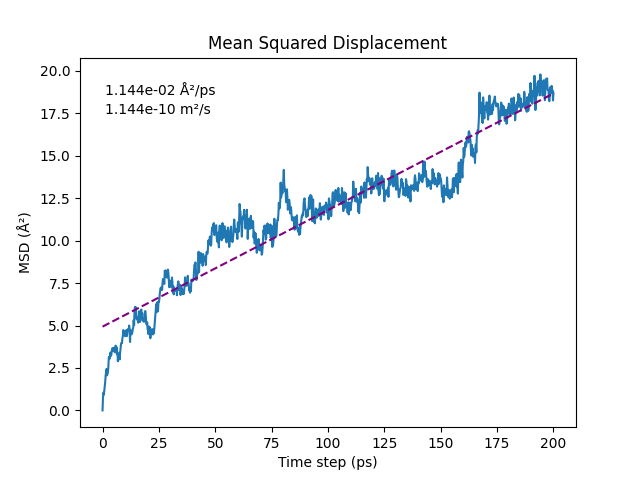 Mean Squared Displacement
1.144e-02 Å²/ps
1.144e-10 m²/s
MSD (Å²)
20.0
17.5
15.0
12.5
10.0
7.5
5.0
2.5
0.0
0 25 50 75 100 125 150 175 200
Time step (ps)